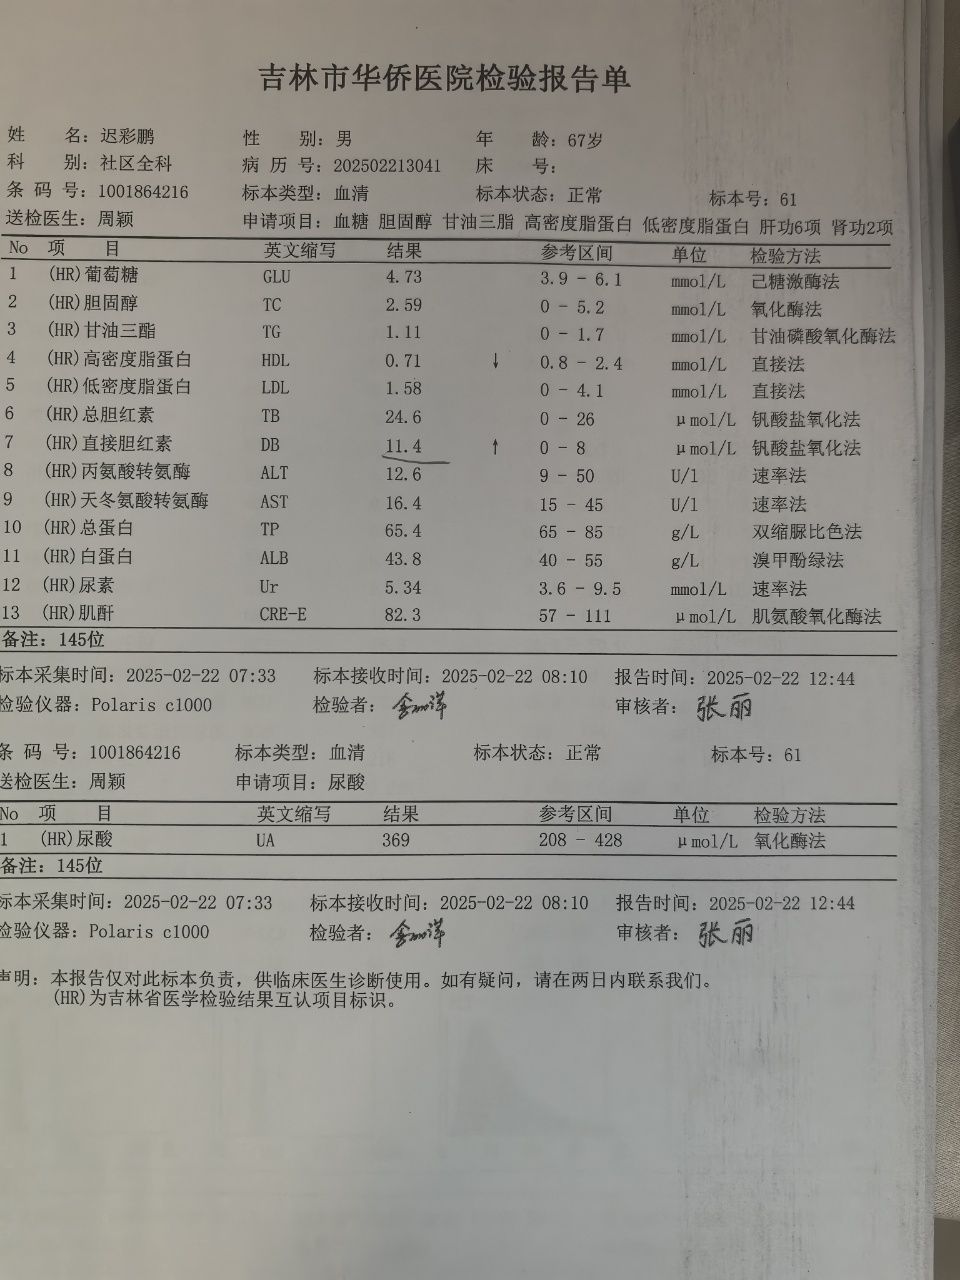 吉林市华侨医院检验报告单
姓 名：迟彩鹏 性 别：男 年 龄：67岁
科 别：社区全科 病 历 号：202502213041 床 号：
条 码 号：1001864216 标本类型：血清 标本状态：正常 标本号：61
送检医生：周颖 申请项目：血糖 胆固醇 甘油三脂 高密度脂蛋白 低密度脂蛋白 肝功6项 肾功2项
No 项 目 英文缩写 结果 参考区间 单位 检验方法
1 (HR)葡萄糖 GLU 4.73 3.9 - 6.1 mmol/L 己糖激酶法
2 (HR)胆固醇 TC 2.59 0 - 5.2 mmol/L 氧化酶法
3 (HR)甘油三酯 TG 1.11 0 - 1.7 mmol/L 甘油磷酸氧化酶法
4 (HR)高密度脂蛋白 HDL 0.71 ↓ 0.8 - 2.4 mmol/L 直接法
5 (HR)低密度脂蛋白 LDL 1.58 0 - 4.1 mmol/L 直接法
6 (HR)总胆红素 TB 24.6 0 - 26 μmol/L 钒酸盐氧化法
7 (HR)直接胆红素 DB 11.4 ↑ 0 - 8 μmol/L 钒酸盐氧化法
8 (HR)丙氨酸转氨酶 ALT 12.6 9 - 50 U/l 速率法
9 (HR)天冬氨酸转氨酶 AST 16.4 15 - 45 U/l 速率法
10 (HR)总蛋白 TP 65.4 65 - 85 g/L 双缩脲比色法
11 (HR)白蛋白 ALB 43.8 40 - 55 g/L 溴甲酚绿法
12 (HR)尿素 Ur 5.34 3.6 - 9.5 mmol/L 速率法
13 (HR)肌酐 CRE-E 82.3 57 - 111 μmol/L 肌氨酸氧化酶法
备注：145位
标本采集时间：2025-02-22 07:33 标本接收时间：2025-02-22 08:10 报告时间：2025-02-22 12:44
检验仪器：Polaris c1000 检验者： 审核者：张丽
条 码 号：1001864216 标本类型：血清 标本状态：正常 标本号：61
送检医生：周颖 申请项目：尿酸
No 项 目 英文缩写 结果 参考区间 单位 检验方法
1 (HR)尿酸 UA 369 208 - 428 μmol/L 氧化酶法
备注：145位
标本采集时间：2025-02-22 07:33 标本接收时间：2025-02-22 08:10 报告时间：2025-02-22 12:44
检验仪器：Polaris c1000 检验者： 审核者：张丽
声明：本报告仅对此标本负责，供临床医生诊断使用。如有疑问，请在两日内联系我们。
(HR)为吉林省医学检验结果互认项目标识。